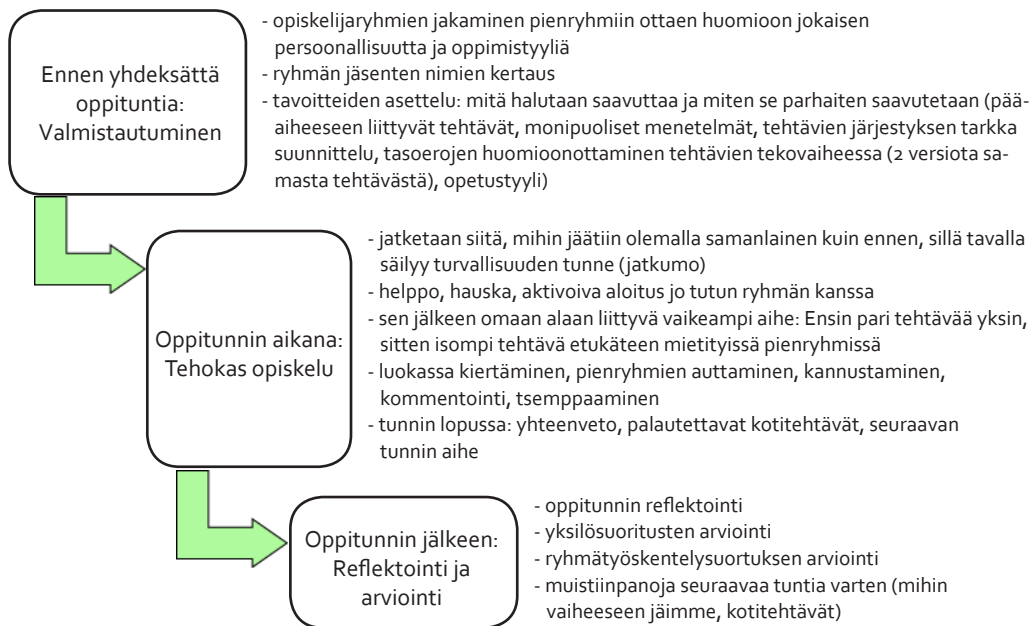 Ennen yhdeksättä
oppituntia:
Valmistautuminen
- opiskelijaryhmien jakaminen pienryhmiin ottaen huomioon jokaisen
persoonallisuutta ja oppimistyyliä
- ryhmän jäsenten nimien kertaus
- tavoitteiden asettelu: mitä halutaan saavuttaa ja miten se parhaiten saavutetaan (pää-
aiheeseen liittyvät tehtävät, monipuoliset menetelmät, tehtävien järjestyksen tarkka
suunnittelu, tasoerojen huomioonottaminen tehtävien tekovaiheessa (2 versiota sa-
masta tehtävästä), opetustyyli)
Oppitunnin aikana:
Tehokas opiskelu
- jatketaan siitä, mihin jäätiin olemalla samanlainen kuin ennen, sillä tavalla
säilyy turvallisuuden tunne (jatkumo)
- helppo, hauska, aktivoiva aloitus jo tutun ryhmän kanssa
- sen jälkeen omaan alaan liittyvä vaikeampi aihe: Ensin pari tehtävää yksin,
sitten isompi tehtävä etukäteen mietityissä pienryhmissä
- luokassa kiertäminen, pienryhmien auttaminen, kannustaminen,
kommentointi, tsemppaaminen
- tunnin lopussa: yhteenveto, palautettavat kotitehtävät, seuraavan
tunnin aihe
Oppitunnin jälkeen:
Reflektointi ja
arviointi
- oppitunnin reflektointi
- yksilösuoritusten arviointi
- ryhmätyöskentelysuortuksen arviointi
- muistiinpanoja seuraavaa tuntia varten (mihin
vaiheeseen jäimme, kotitehtävät)